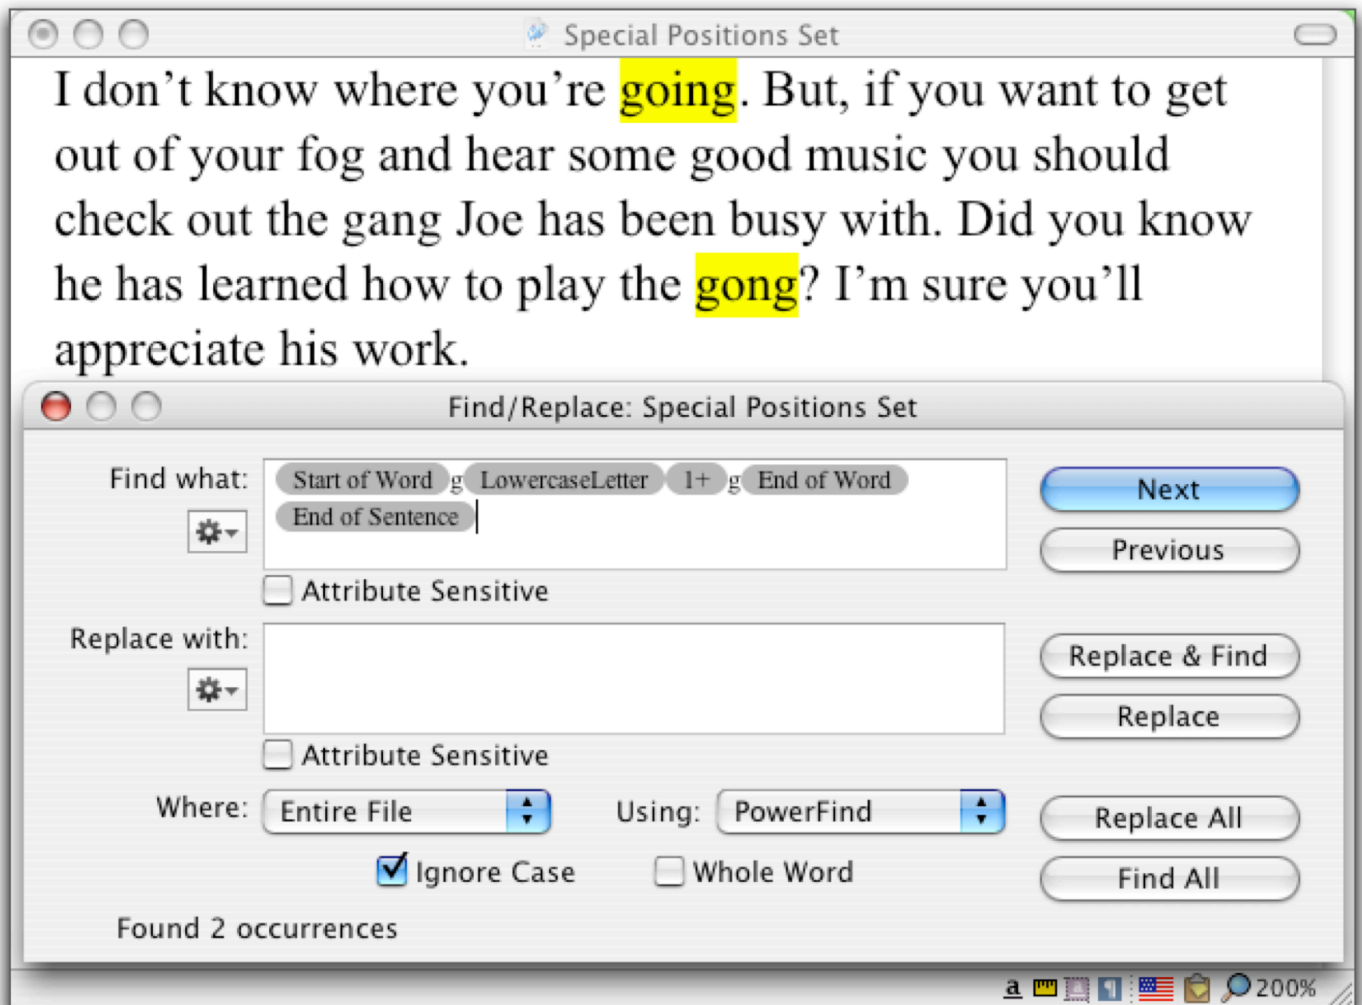 Special Positions Set
I don’t know where you’re going. But, if you want to get
out of your fog and hear some good music you should
check out the gang Joe has been busy with. Did you know
he has learned how to play the gong? I’m sure you’ll
appreciate his work.
Find/Replace: Special Positions Set
Find what: Start of Word g LowercaseLetter 1+ g End of Word
End of Sentence
Next
Previous
Attribute Sensitive
Replace with:
Replace & Find
Replace
Attribute Sensitive
Where: Entire File Using: PowerFind
Replace All
Ignore Case Whole Word
Find All
Found 2 occurrences
a 200%